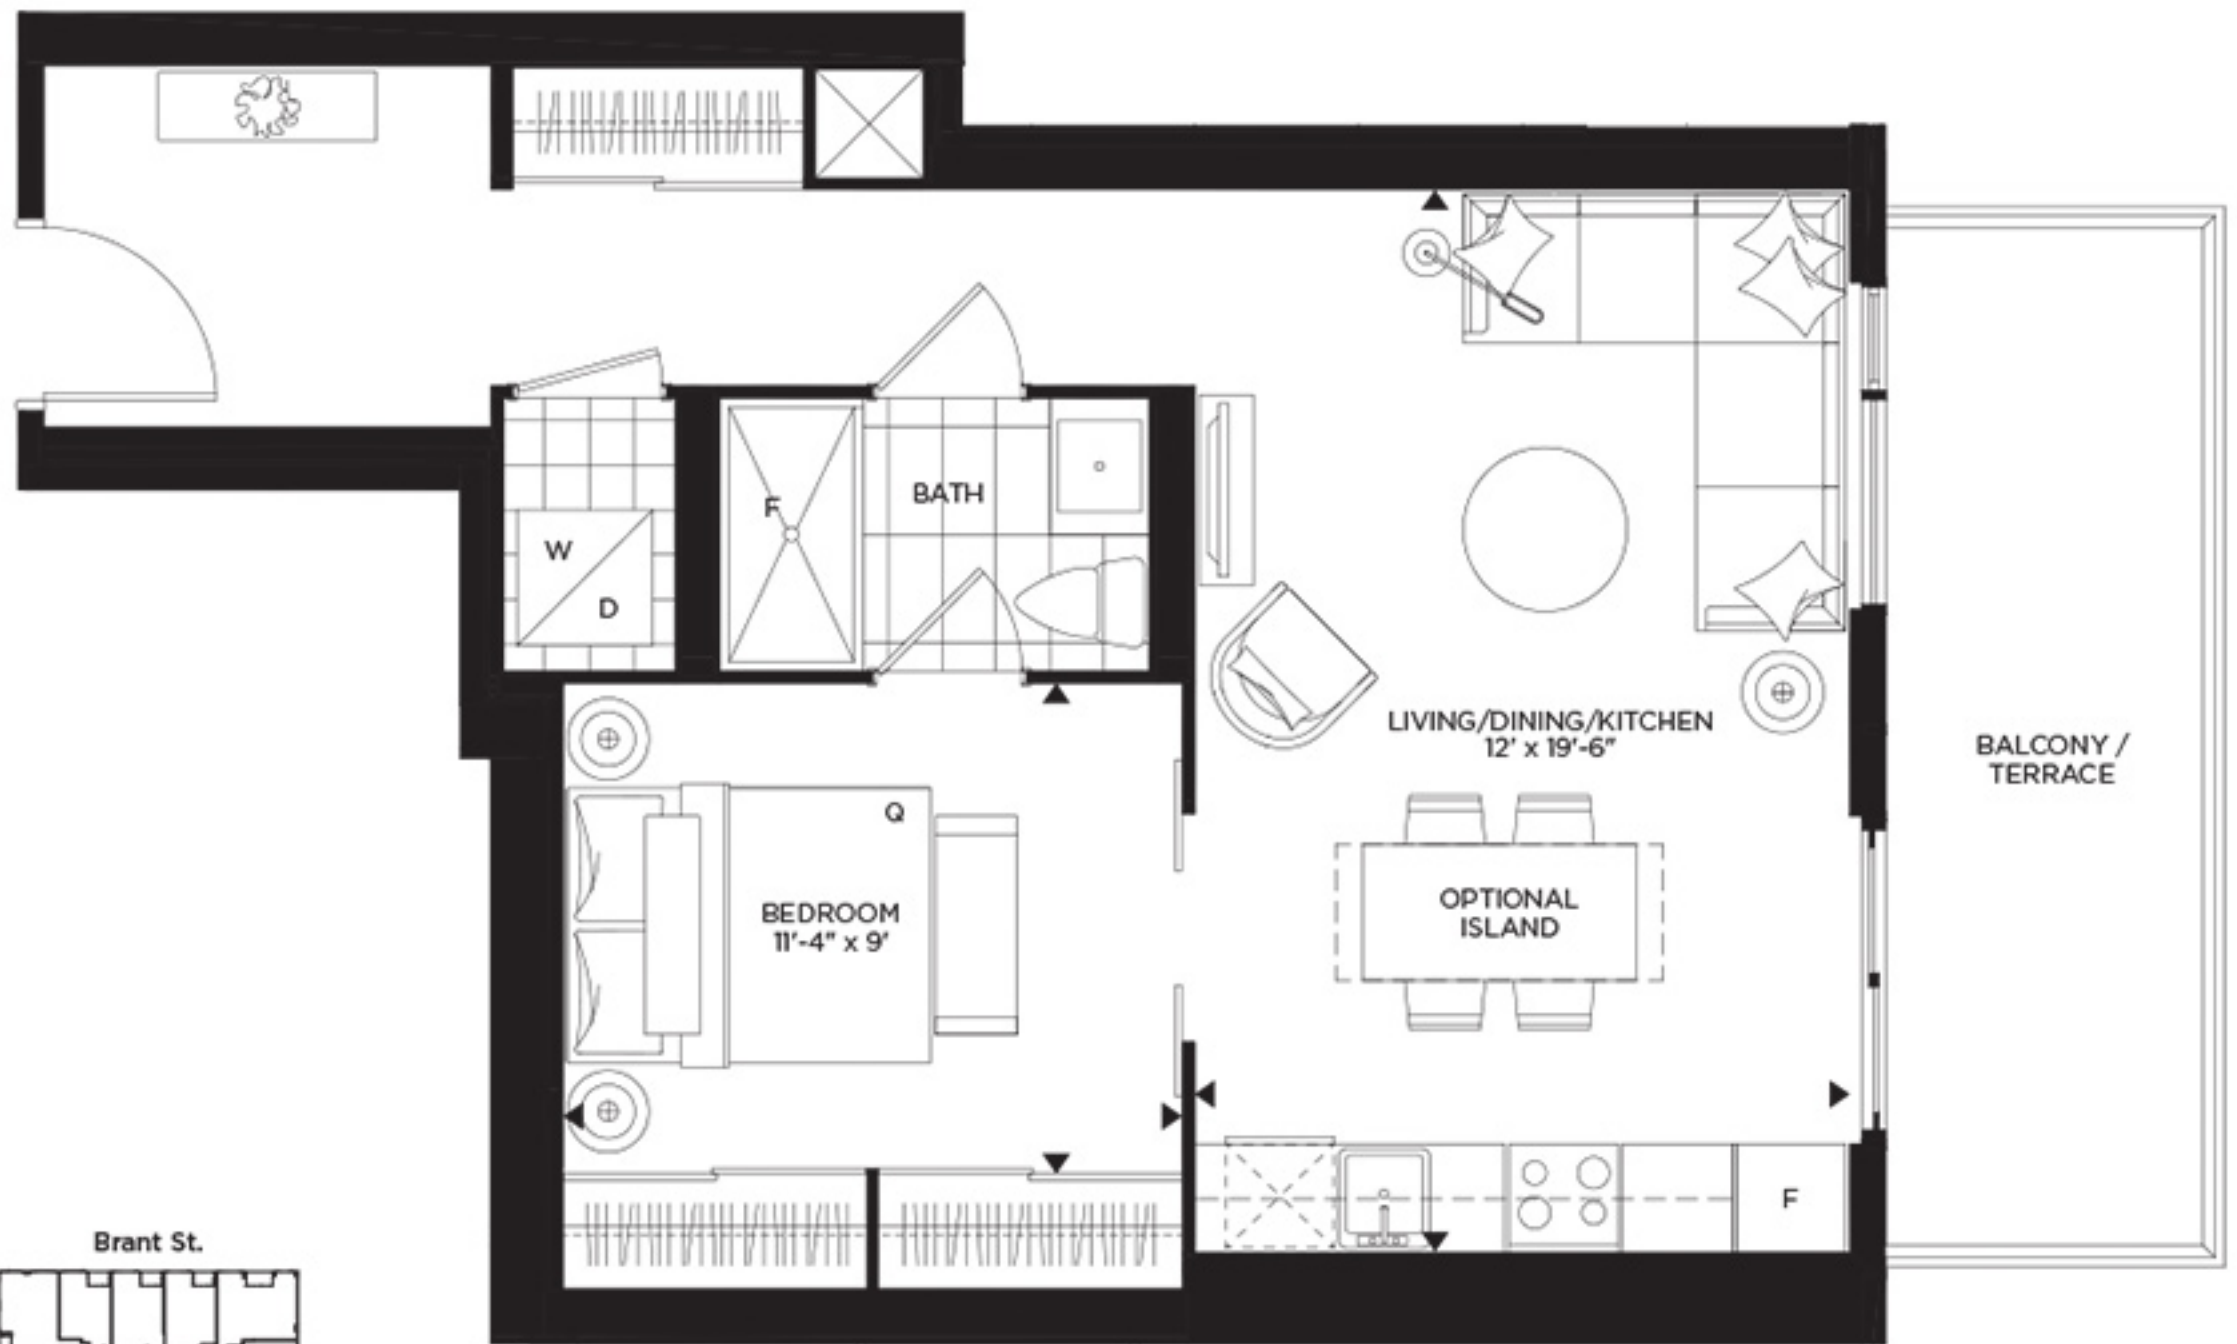 W
D
F
BATH
LIVING/DINING/KITCHEN
12' x 19'-6"
BALCONY /
TERRACE
Q
BEDROOM
11'-4" x 9'
OPTIONAL
ISLAND
F
Brant St.